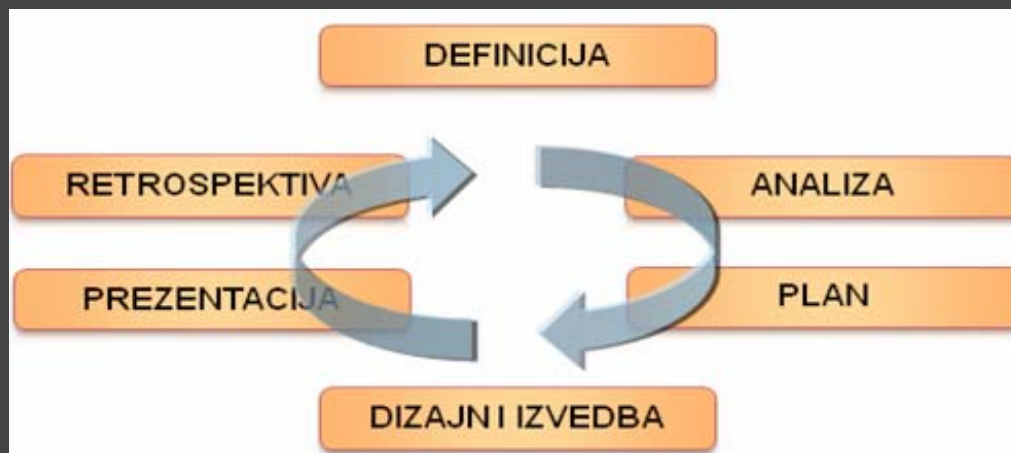 DEFINICIJA
RETROSPEKTIVA
ANALIZA
PREZENTACIJA
PLAN
DIZAJN I IZVEDBA